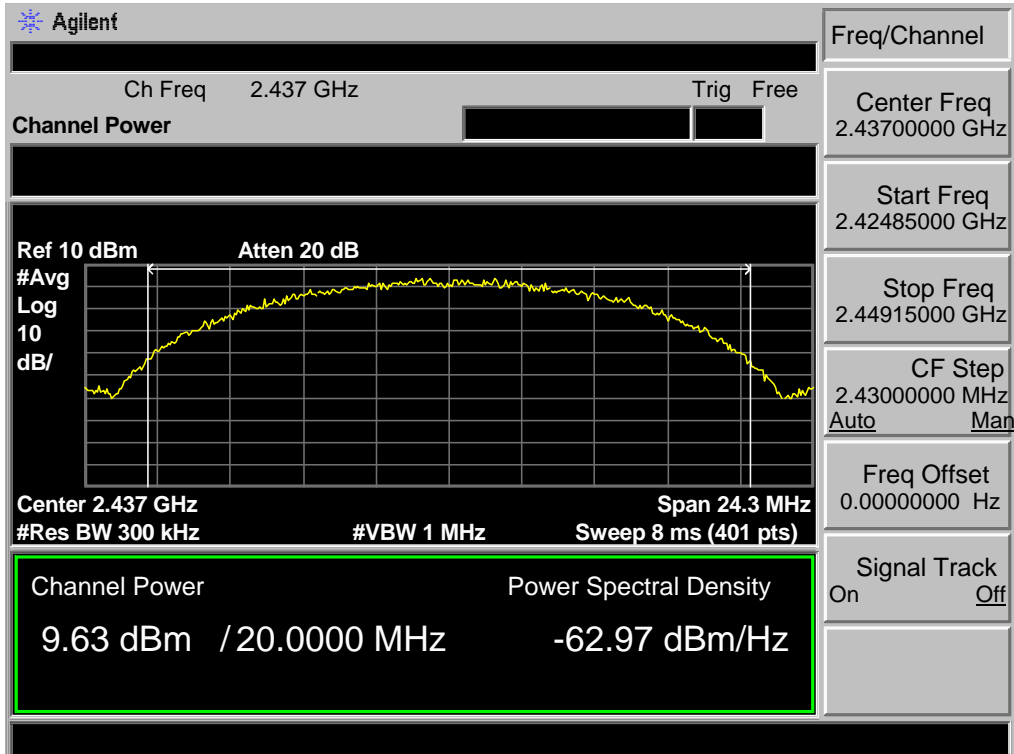 Agilent
Freq/Channel
Ch Freq 2.437 GHz Trig Free
Channel Power
Center Freq
2.43700000 GHz
Start Freq
2.42485000 GHz
Stop Freq
2.44915000 GHz
CF Step
2.43000000 MHz
Auto Man
Freq Offset
0.00000000 Hz
Signal Track
On Off
Ref 10 dBm Atten 20 dB
#Avg
Log
10
dB/
Center 2.437 GHz Span 24.3 MHz
#Res BW 300 kHz #VBW 1 MHz Sweep 8 ms (401 pts)
Channel Power Power Spectral Density
9.63 dBm / 20.0000 MHz -62.97 dBm/Hz